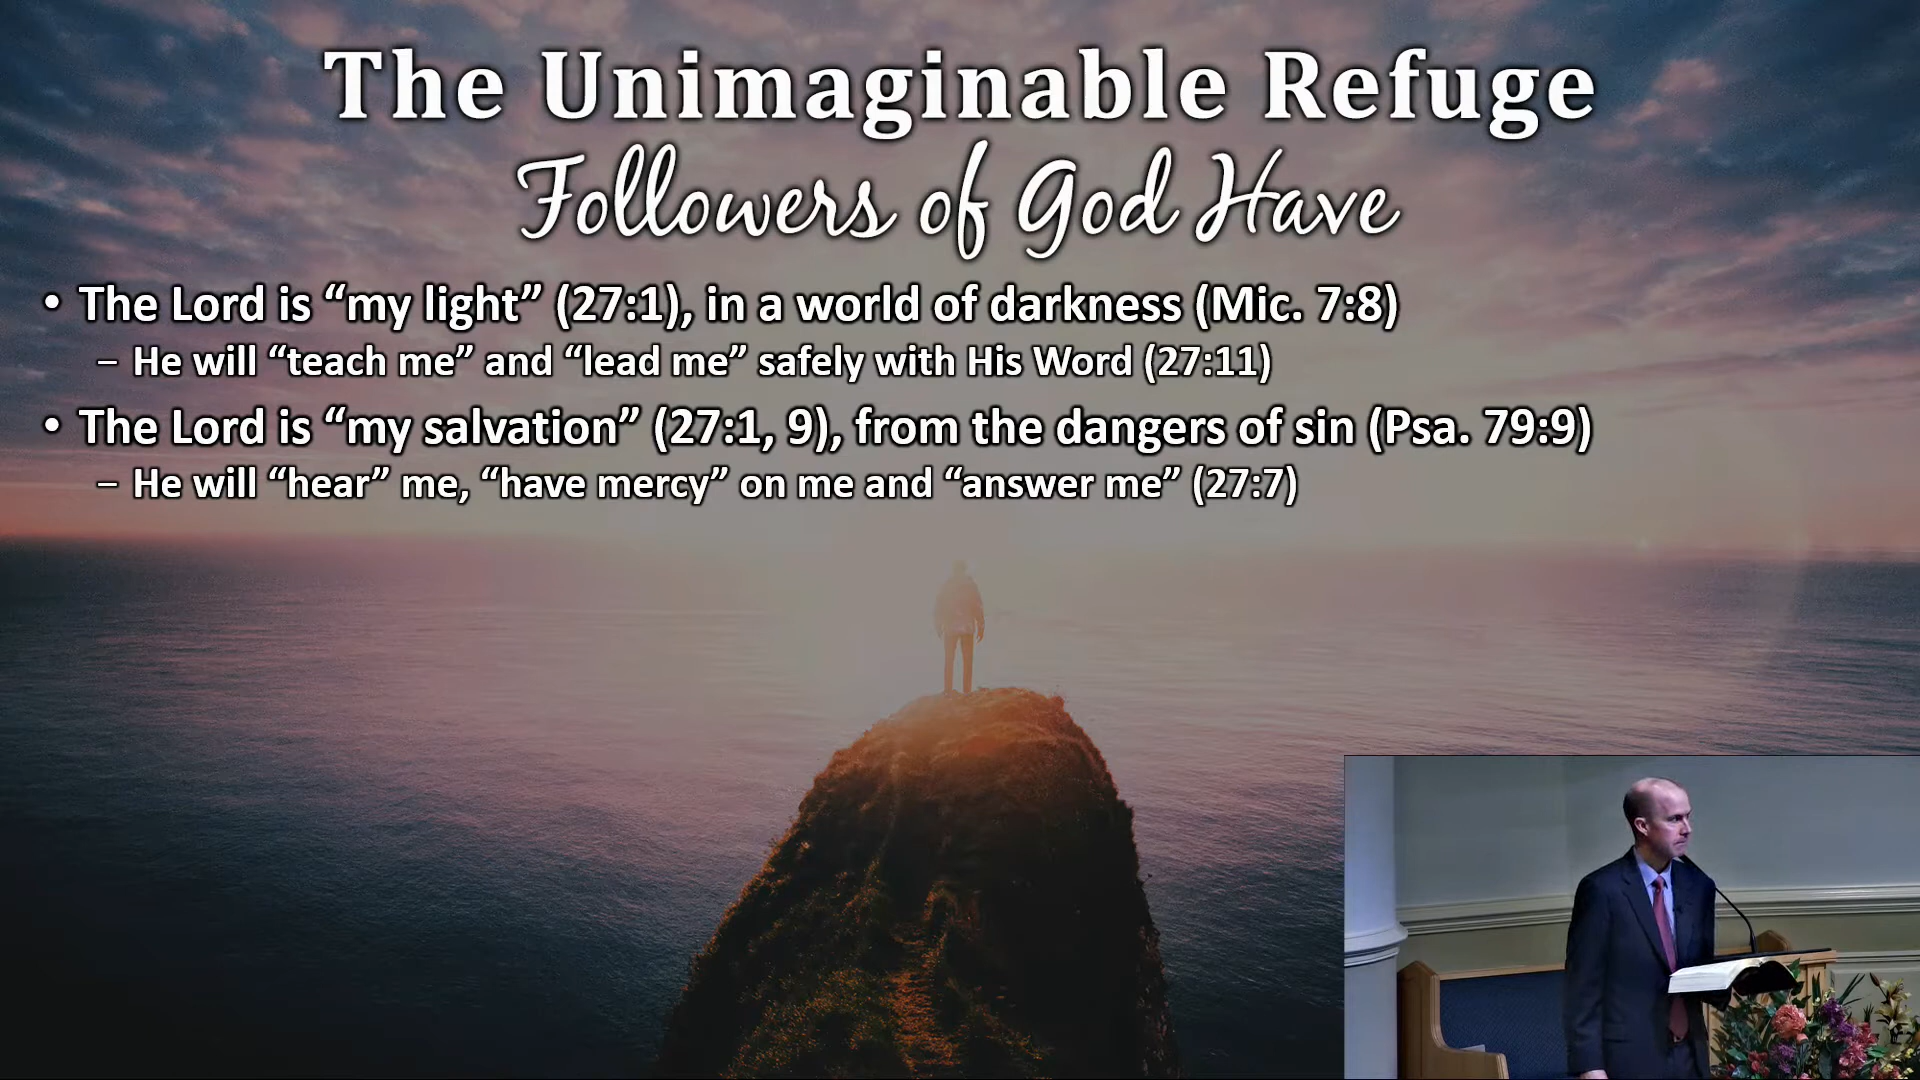 The Unimaginable Refuge
Followers of God Have
• The Lord is “my light” (27:1), in a world of darkness (Mic. 7:8)
– He will “teach me” and “lead me” safely with His Word (27:11)
• The Lord is “my salvation” (27:1, 9), from the dangers of sin (Psa. 79:9)
– He will “hear” me, “have mercy” on me and “answer me” (27:7)